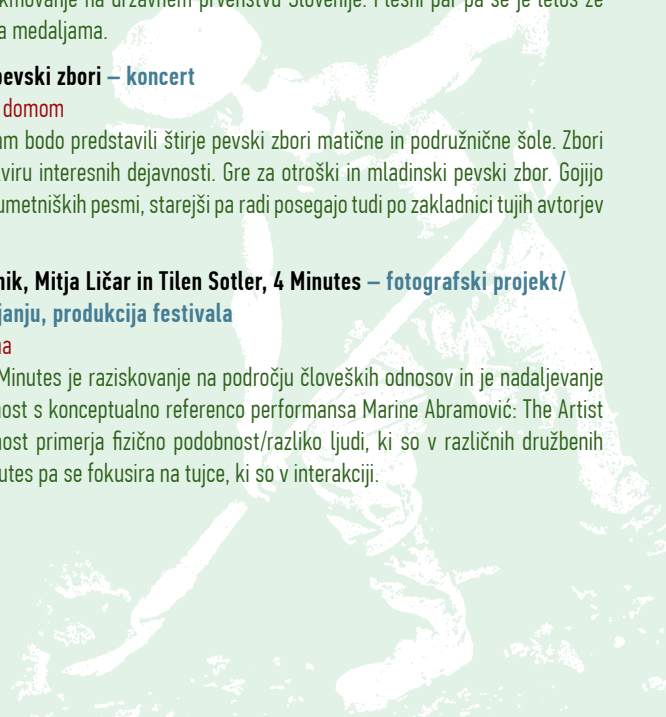 kmovanje na državnem prvenstvu Slovenije. Plesni par pa se je letos že
a medaljama.
pevski zbori – koncert
domom
am bodo predstavili štirje pevski zbori matične in podružnične šole. Zbori
viru interesnih dejavnosti. Gre za otroški in mladinski pevski zbor. Gojijo
umetniških pesmi, starejši pa radi posegajo tudi po zakladnici tujih avtorjev
nik, Mitja Ličar in Tilen Sotler, 4 Minutes – fotografski projekt/
janju, produkcija festivala
na
Minutes je raziskovanje na področju človeških odnosov in je nadaljevanje
nost s konceptualno referenco performansa Marine Abramović: The Artist
nost primerja fizično podobnost/razliko ljudi, ki so v različnih družbenih
utes pa se fokusira na tujce, ki so v interakciji.